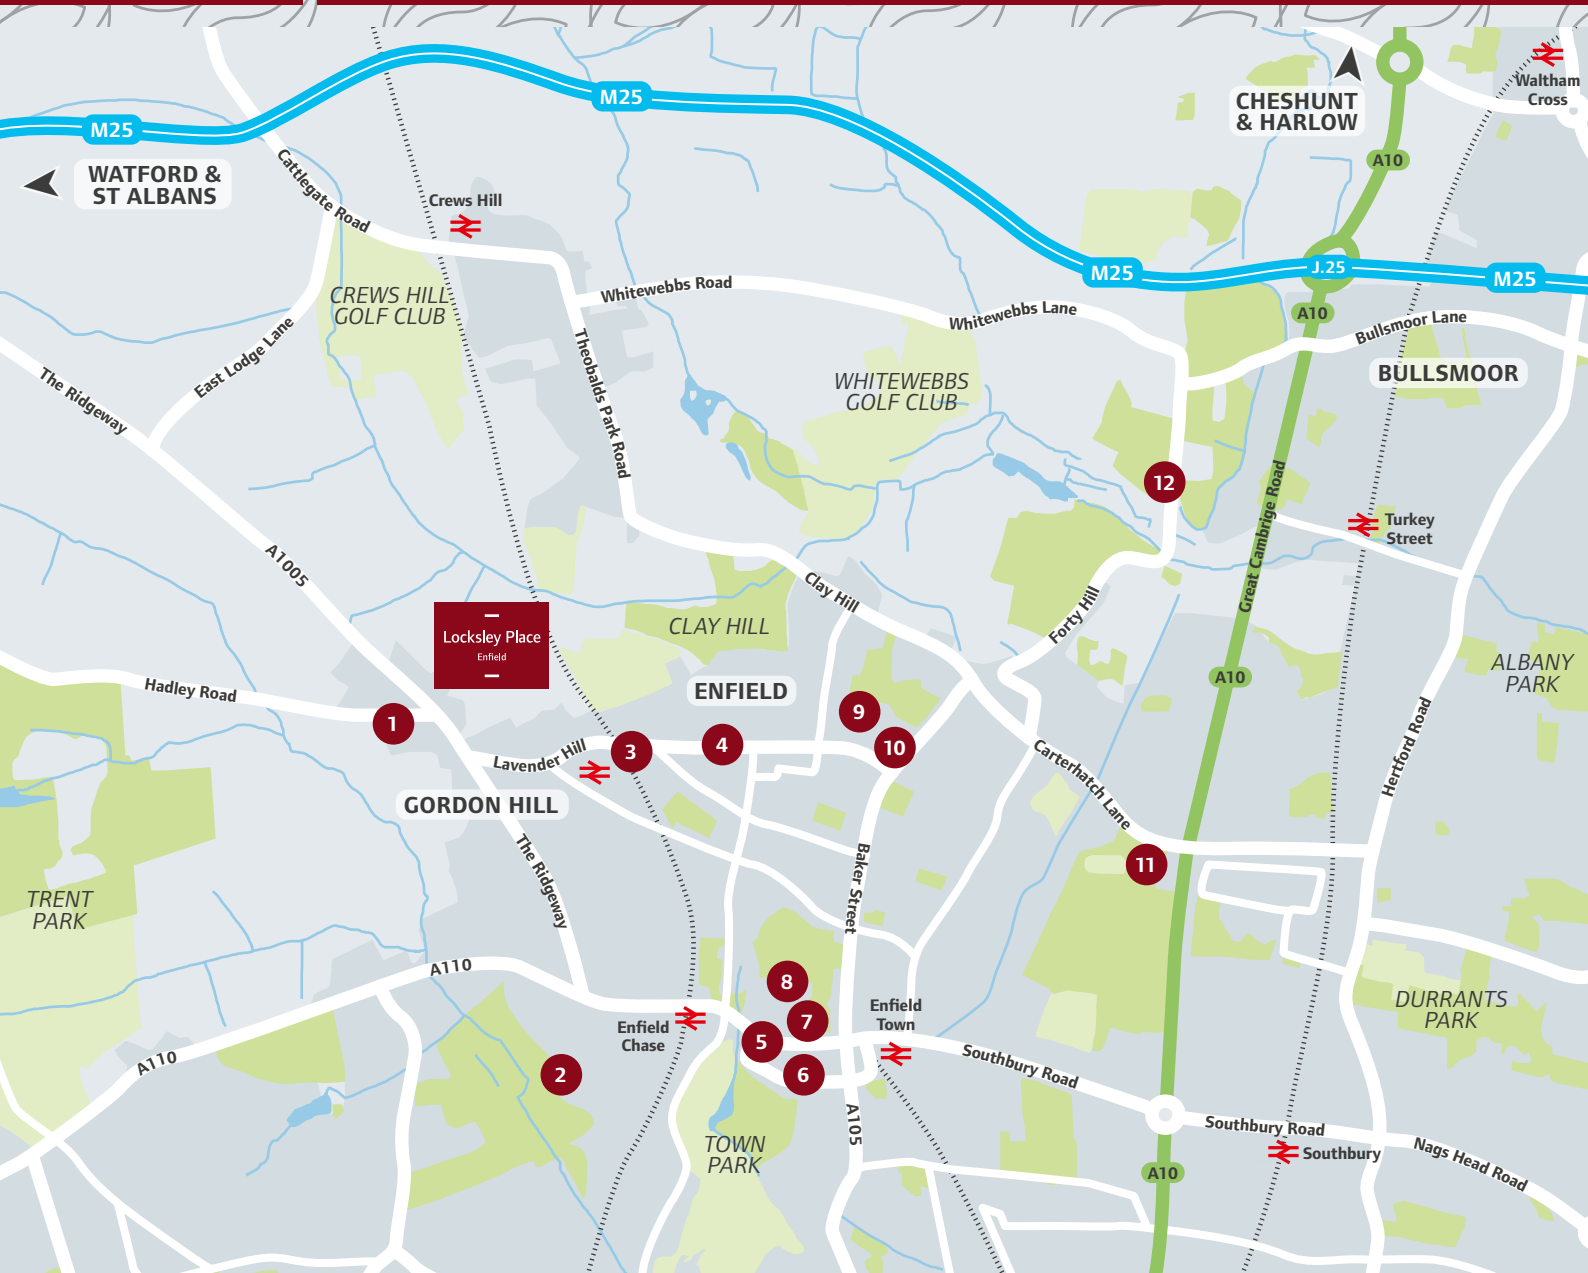 M25
CHESHUNT
& HARLOW
Waltham
Cross
M25
A10
WATFORD &
ST ALBANS
Cattlegate Road
Crews Hill
M25
J.25
M25
CREWS HILL
GOLF CLUB
Whitewebbs Road
Whitewebbs Lane
A10
Bullsmoor Lane
East Lodge Lane
The Ridgeway
Theobalds Park Road
WHITEWEBBS
GOLF CLUB
BULLSMOOR
12
Great Cambrige Road
Turkey
Street
A1005
Clay Hill
Forty Hill
Locksley Place
Enfield
CLAY HILL
ALBANY
PARK
Hadley Road
ENFIELD
A10
1
9
Hertford Road
Lavender Hill
3
4
10
Carterhatch Lane
GORDON HILL
The Ridgeway
Baker Street
11
TRENT
PARK
A110
8
Enfield
Town
DURRANTS
PARK
Enfield
Chase
7
5
6
A110
2
Southbury Road
A105
Southbury Road
TOWN
PARK
Southbury
Nags Head Road
A10